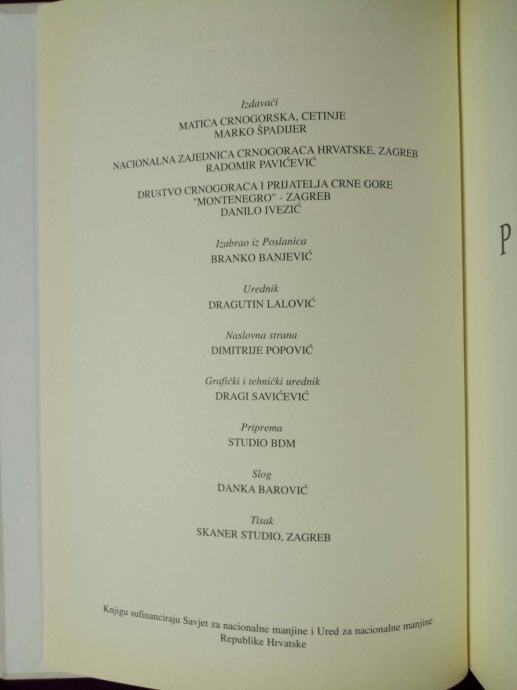 Izdavači
MATICA CRNOGORSKA, CETINJE
MARKO ŠPADIJER
NACIONALNA ZAJEDNICA CRNOGORACA HRVATSKE, ZAGREB
RADOMIR PAVIĆEVIĆ
DRUšTVO CRNOGORACA I PRIJATELJA CRNE GORE
"MONTENEGRO" - ZAGREB
DANILO IVEZIĆ
Izabrao iz Poslanica
BRANKO BANJEVIĆ
Urednik
DRAGUTIN LALOVIĆ
Naslovna strana
DIMITRIJE POPOVIĆ
Grafički i tehnički urednik
DRAGI SAVIĆEVIĆ
Priprema
STUDIO BDM
Slog
DANKA BAROVIĆ
Tisak
SKANER STUDIO, ZAGREB
Knjigu sufinanciraju Savjet za nacionalne manjine i Ured za nacionalne manjine
Republike Hrvatske
P